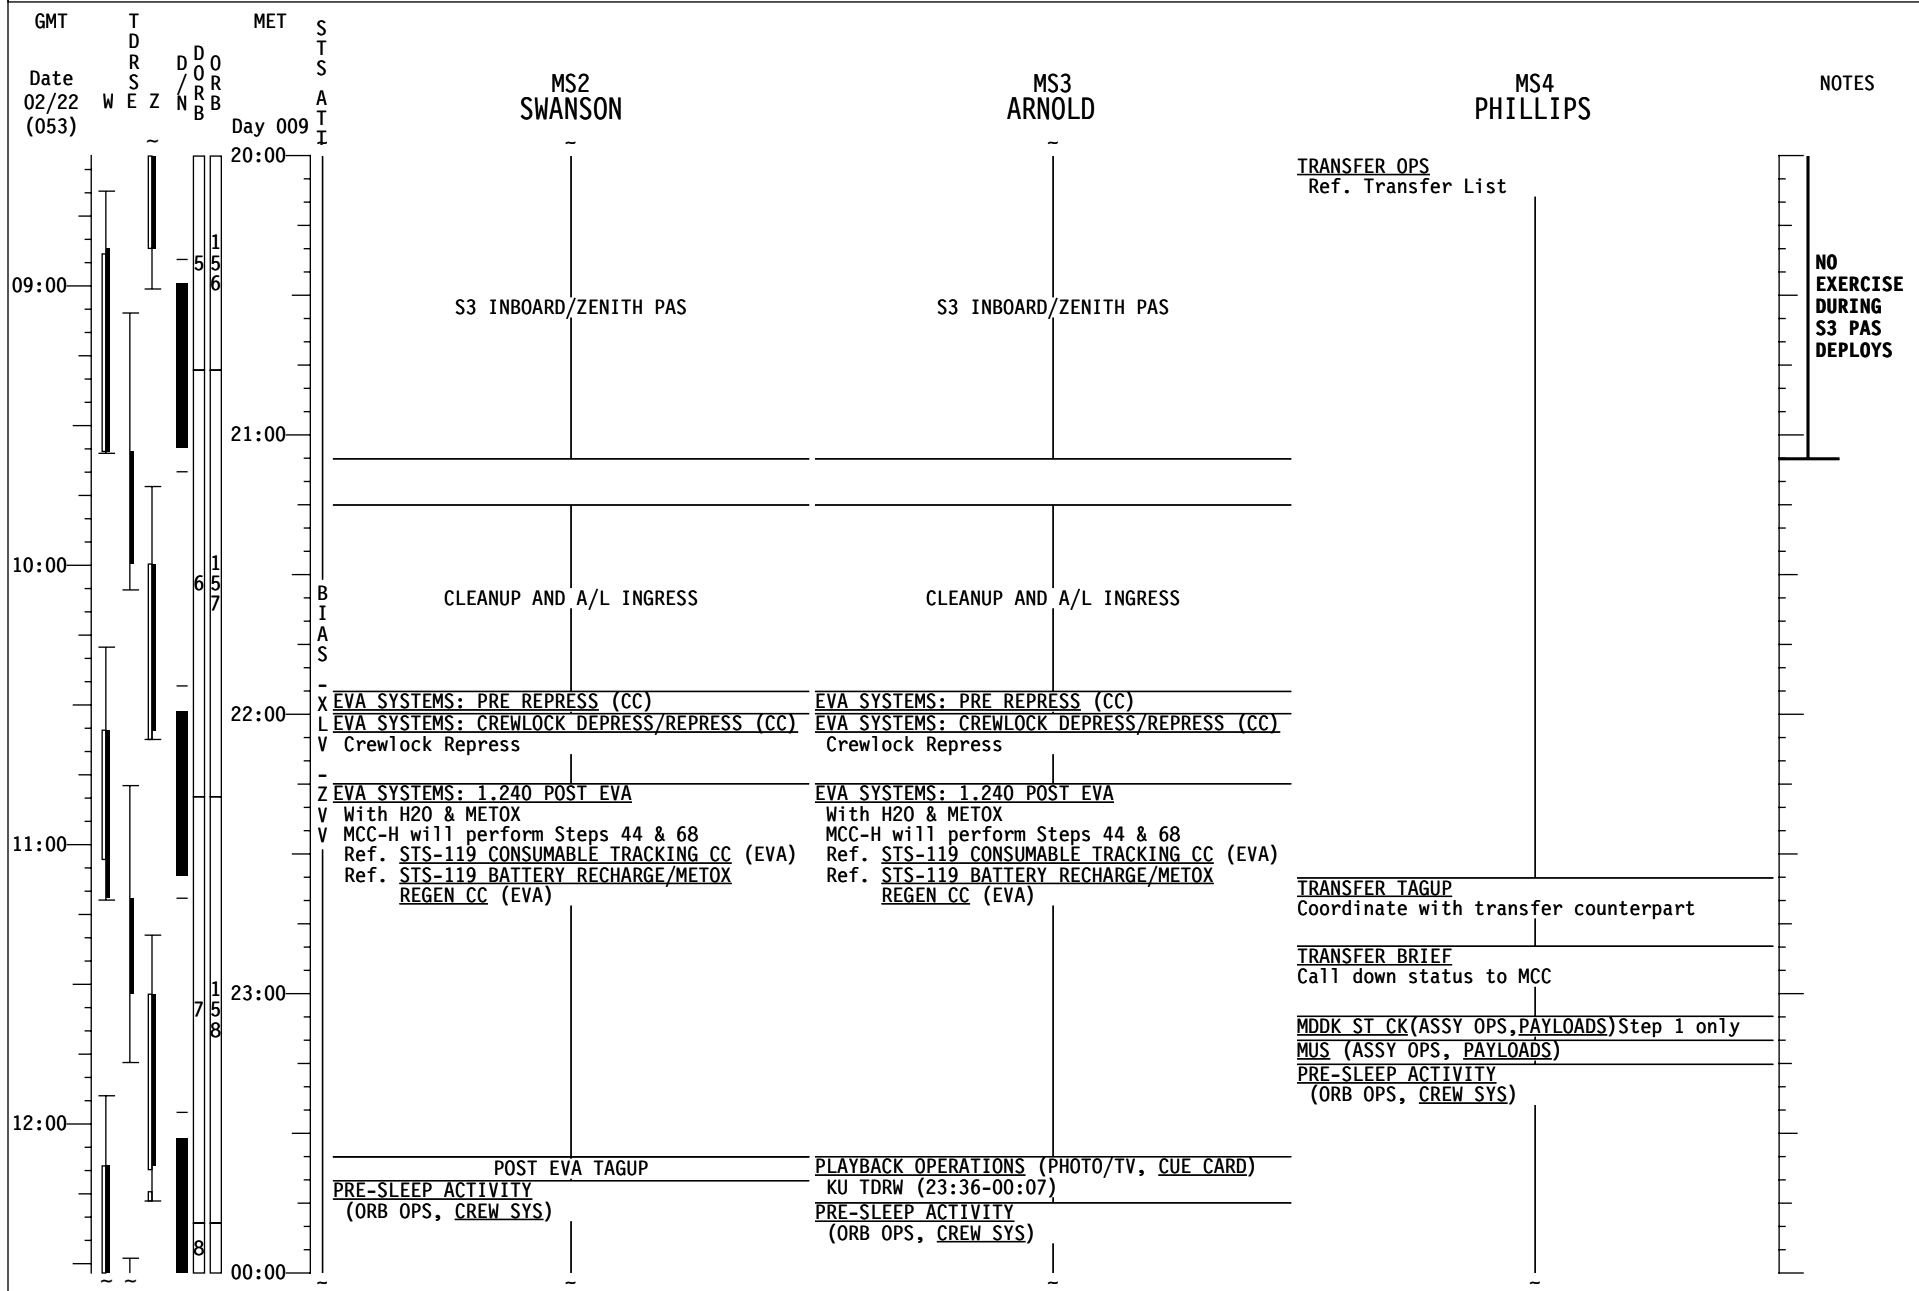 GMT
TDRSE
MET
STS ATT
D/N
DORB
ORB
Date
02/22
(053)
W E Z
Day 009
MS2
SWANSON
MS3
ARNOLD
MS4
PHILLIPS
NOTES
~
~
~
20:00
TRANSFER OPS
Ref. Transfer List
5
156
09:00
S3 INBOARD/ZENITH PAS
S3 INBOARD/ZENITH PAS
NO
EXERCISE
DURING
S3 PAS
DEPLOYS
21:00
10:00
6
157
BIAS
CLEANUP AND A/L INGRESS
CLEANUP AND A/L INGRESS
-XLV
EVA SYSTEMS: PRE REPRESS (CC)
EVA SYSTEMS: PRE REPRESS (CC)
22:00
EVA SYSTEMS: CREWLOCK DEPRESS/REPRESS (CC)
EVA SYSTEMS: CREWLOCK DEPRESS/REPRESS (CC)
Crewlock Repress
Crewlock Repress
-ZVV
EVA SYSTEMS: 1.240 POST EVA
With H2O & METOX
MCC-H will perform Steps 44 & 68
Ref. STS-119 CONSUMABLE TRACKING CC (EVA)
Ref. STS-119 BATTERY RECHARGE/METOX
REGEN CC (EVA)
EVA SYSTEMS: 1.240 POST EVA
With H2O & METOX
MCC-H will perform Steps 44 & 68
Ref. STS-119 CONSUMABLE TRACKING CC (EVA)
Ref. STS-119 BATTERY RECHARGE/METOX
REGEN CC (EVA)
11:00
TRANSFER TAGUP
Coordinate with transfer counterpart
TRANSFER BRIEF
Call down status to MCC
7
158
23:00
MDDK ST CK(ASSY OPS,PAYLOADS)Step 1 only
MUS (ASSY OPS, PAYLOADS)
PRE-SLEEP ACTIVITY
(ORB OPS, CREW SYS)
12:00
POST EVA TAGUP
PRE-SLEEP ACTIVITY
(ORB OPS, CREW SYS)
PLAYBACK OPERATIONS (PHOTO/TV, CUE CARD)
KU TDRW (23:36-00:07)
PRE-SLEEP ACTIVITY
(ORB OPS, CREW SYS)
8
00:00
~ ~ ~ ~ ~ ~